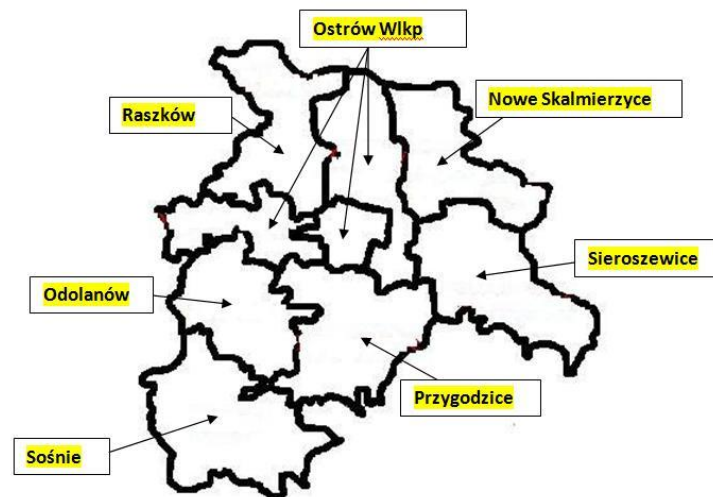 Ostrów Wlkp
Nowe Skalmierzyce
Raszków
Sieroszewice
Odolanów
Przygodzice
Sośnie